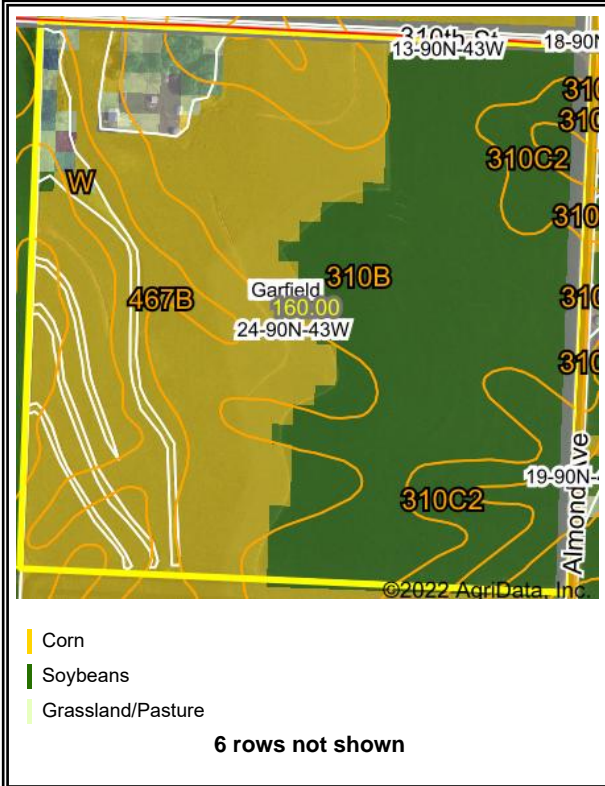 310th St
13-90N-43W
18-90N
310
310
310C2
W
310
310B
Garfield
467B
160.00
310
24-90N-43W
310
19-90N-4
310C2
Almond Ave
©2022 AgriData, Inc.
Corn
Soybeans
Grassland/Pasture
6 rows not shown